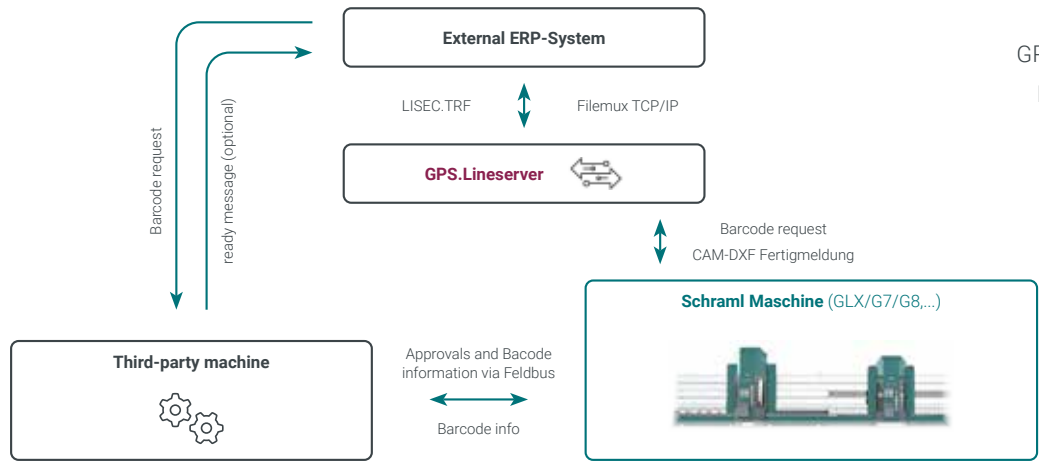 External ERP-System
GF
LISEC.TRF
Filemux TCP/IP
Barcode request
ready message (optional)
GPS.Lineserver
Barcode request
CAM-DXF Fertigmeldung
Schraml Maschine (GLX/G7/G8,...)
Third-party machine
Approvals and Bacode
information via Feldbus
Barcode info